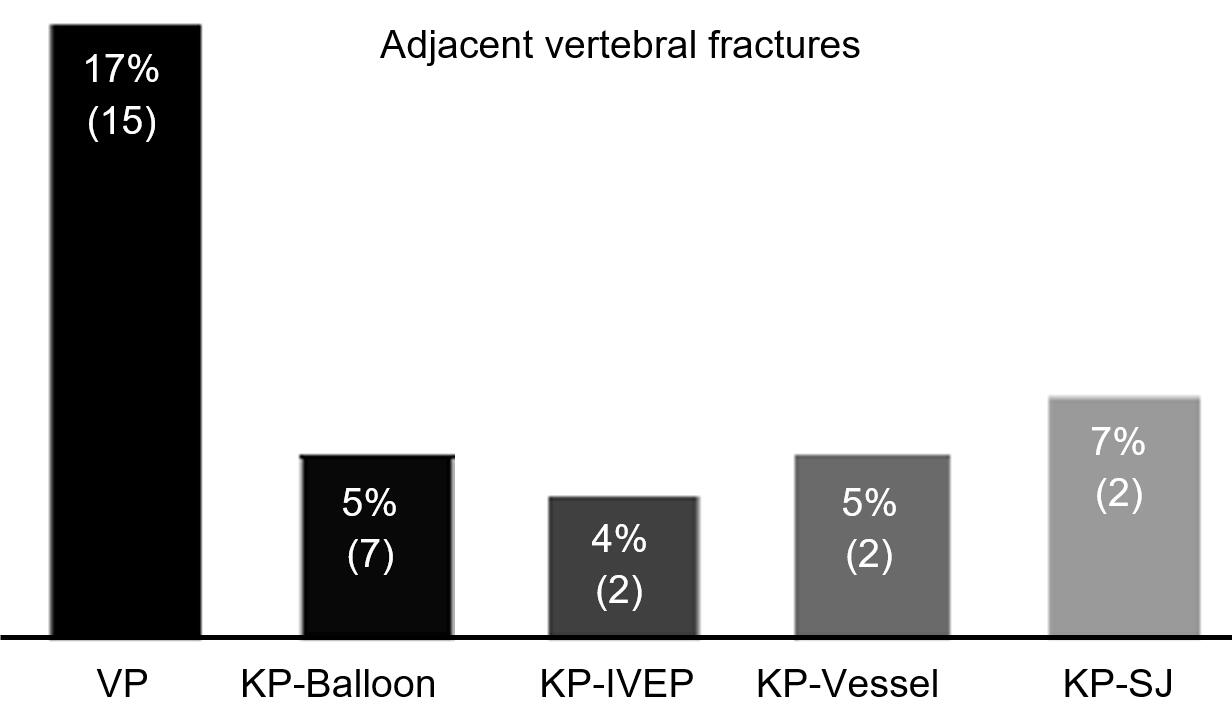 Adjacent vertebral fractures
17%
(15)
5%
(7)
4%
(2)
5%
(2)
7%
(2)
VP
KP-Balloon
KP-IVEP
KP-Vessel
KP-SJ